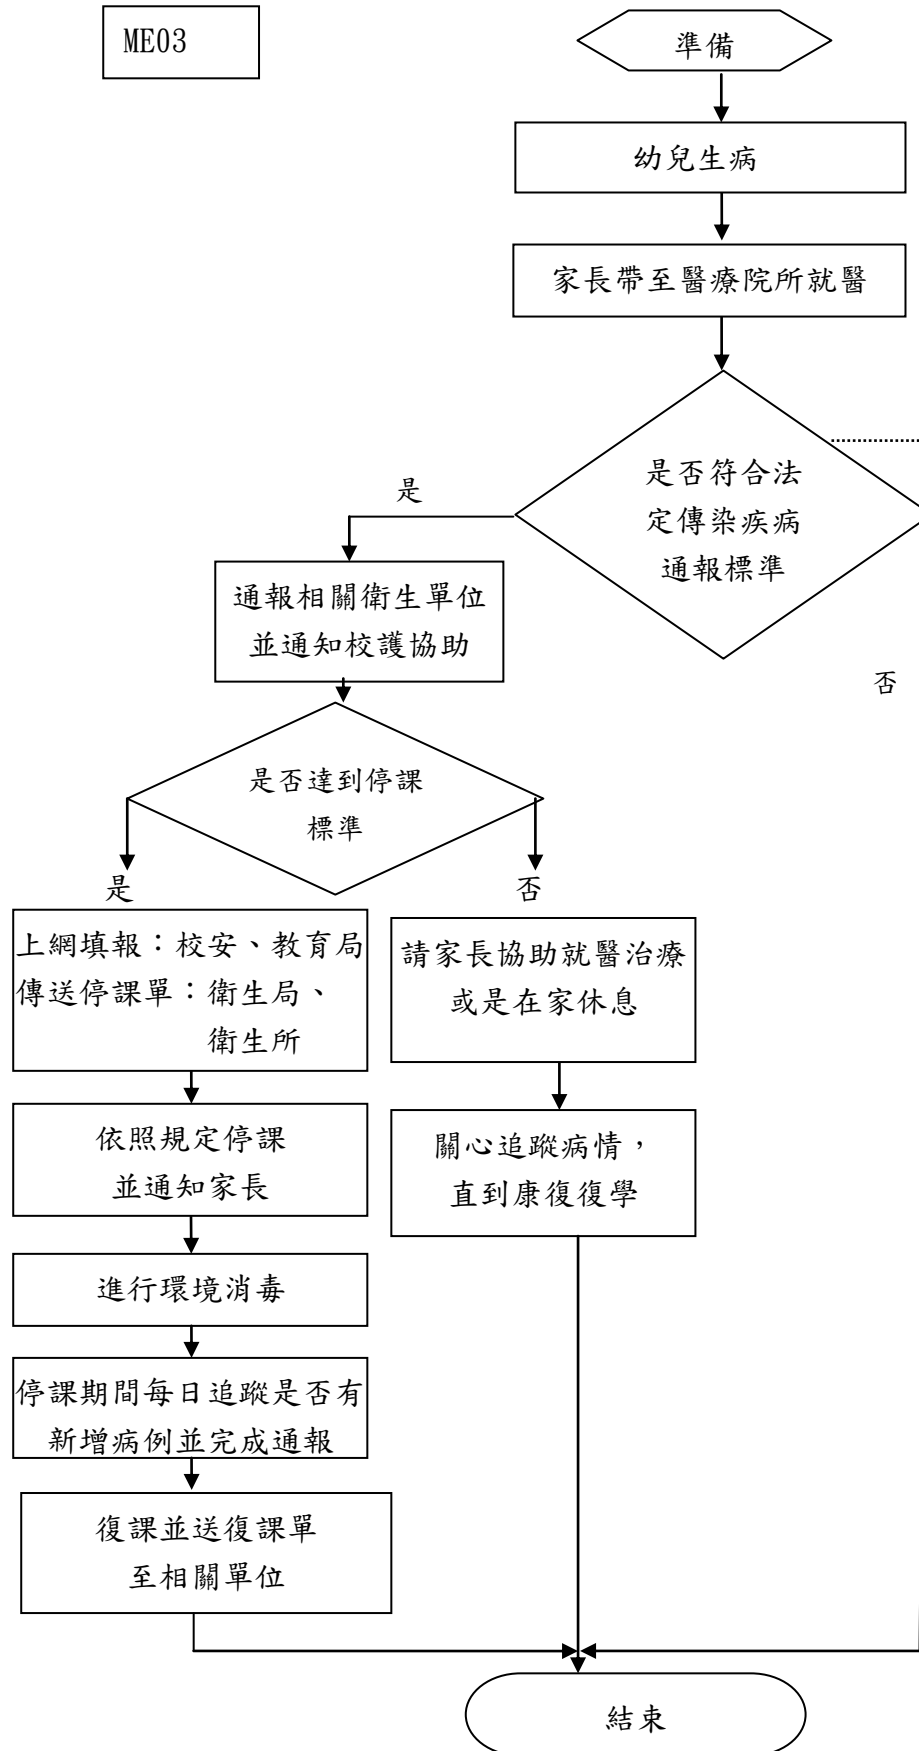 ME03
準備
幼兒生病
家長帶至醫療院所就醫
是否符合法
定傳染疾病
通報標準
是
否
通報相關衛生單位
並通知校護協助
是否達到停課
標準
是
否
上網填報：校安、教育局
傳送停課單：衛生局、
衛生所
請家長協助就醫治療
或是在家休息
依照規定停課
並通知家長
關心追蹤病情，
直到康復復學
進行環境消毒
停課期間每日追蹤是否有
新增病例並完成通報
復課並送復課單
至相關單位
結束